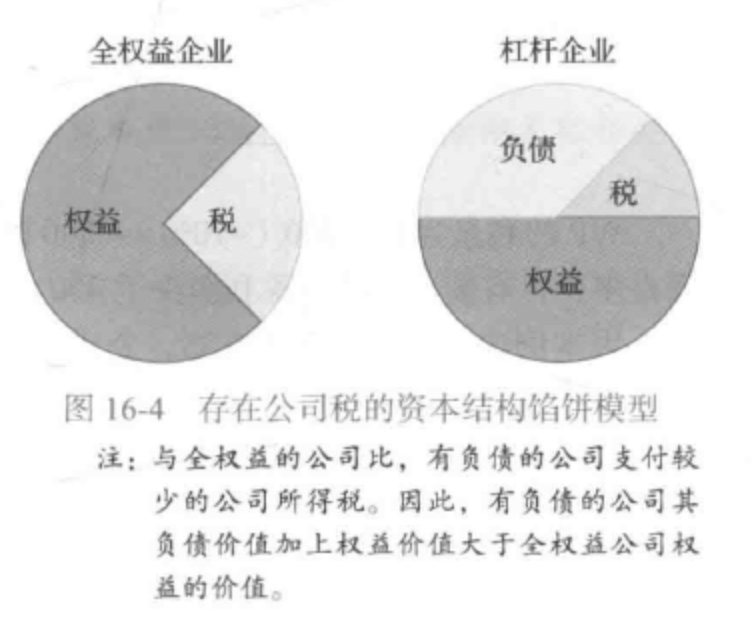 全权益企业
杠杆企业
权益
税
负债
税
权益
图 16-4 存在公司税的资本结构馅饼模型
注：与全权益的公司比，有负债的公司支付较
少的公司所得税。因此，有负债的公司其
负债价值加上权益价值大于全权益公司权
益的价值。